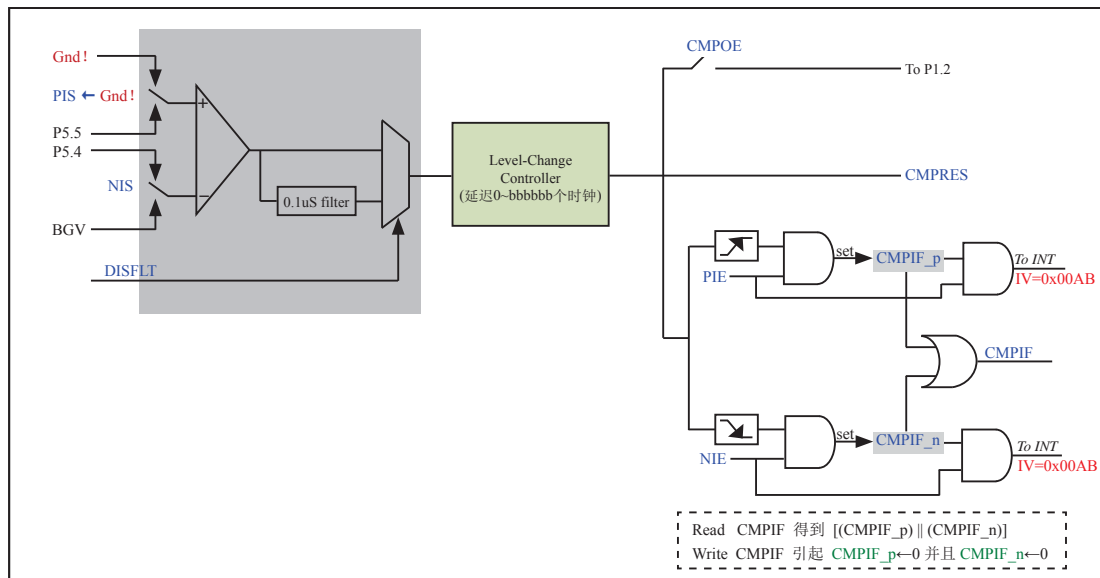 Gnd!
PIS ← Gnd!
P5.5
P5.4
NIS
BGV
DISFLT
+
−
0.1uS filter
Level-Change
Controller
(延迟0~bbbbbb个时钟)
CMPOE
To P1.2
CMPRES
PIE
set
CMPIF_p
To INT
IV=0x00AB
CMPIF
NIE
set
CMPIF_n
To INT
IV=0x00AB
Read CMPIF 得到 [(CMPIF_p) || (CMPIF_n)]
Write CMPIF 引起 CMPIF_p←0 并且 CMPIF_n←0